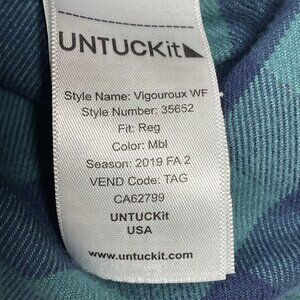 UNTUCKit
Style Name: Vigouroux WF
Style Number: 35652
Fit: Reg
Color: Mbl
Season: 2019 FA 2
VEND Code: TAG
CA62799
UNTUCKit
USA
www.untuckit.com